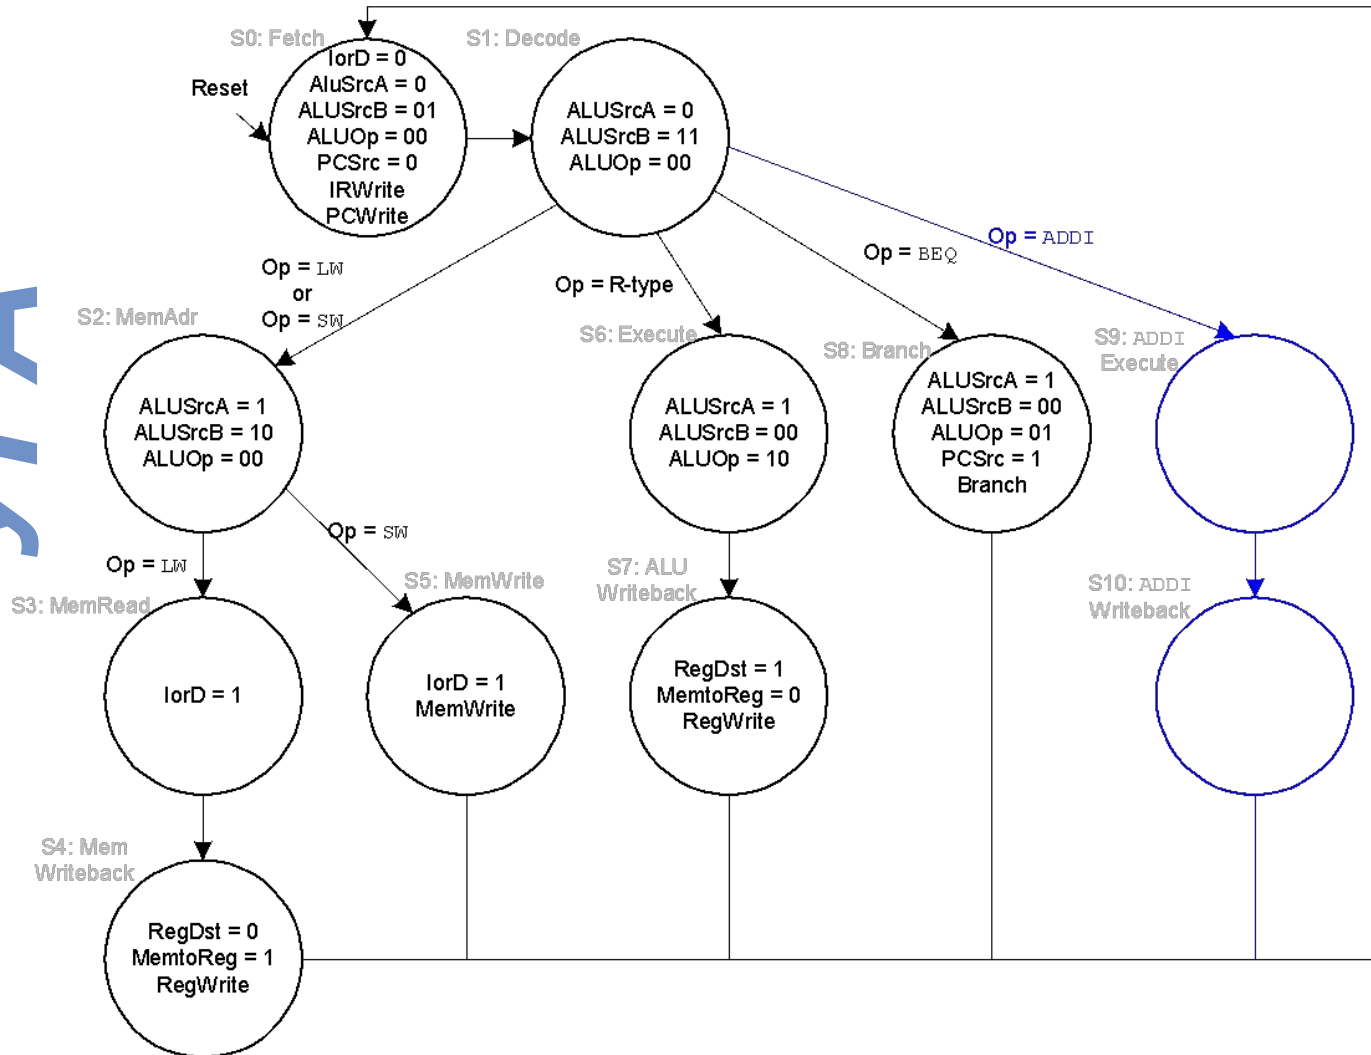 S0: Fetch
IorD = 0
AluSrcA = 0
ALUSrcB = 01
ALUOp = 00
PCSrc = 0
IRWrite
PCWrite
Reset
S1: Decode
ALUSrcA = 0
ALUSrcB = 11
ALUOp = 00
Op = LW
or
Op = SW
Op = R-type
Op = BEQ
Op = ADDI
S2: MemAdr
ALUSrcA = 1
ALUSrcB = 10
ALUOp = 00
S6: Execute
ALUSrcA = 1
ALUSrcB = 00
ALUOp = 10
S8: Branch
ALUSrcA = 1
ALUSrcB = 00
ALUOp = 01
PCSrc = 1
Branch
S9: ADDI
Execute
Op = LW
Op = SW
S3: MemRead
IorD = 1
S5: MemWrite
IorD = 1
MemWrite
S7: ALU
Writeback
RegDst = 1
MemtoReg = 0
RegWrite
S10: ADDI
Writeback
S4: Mem
Writeback
RegDst = 0
MemtoReg = 1
RegWrite